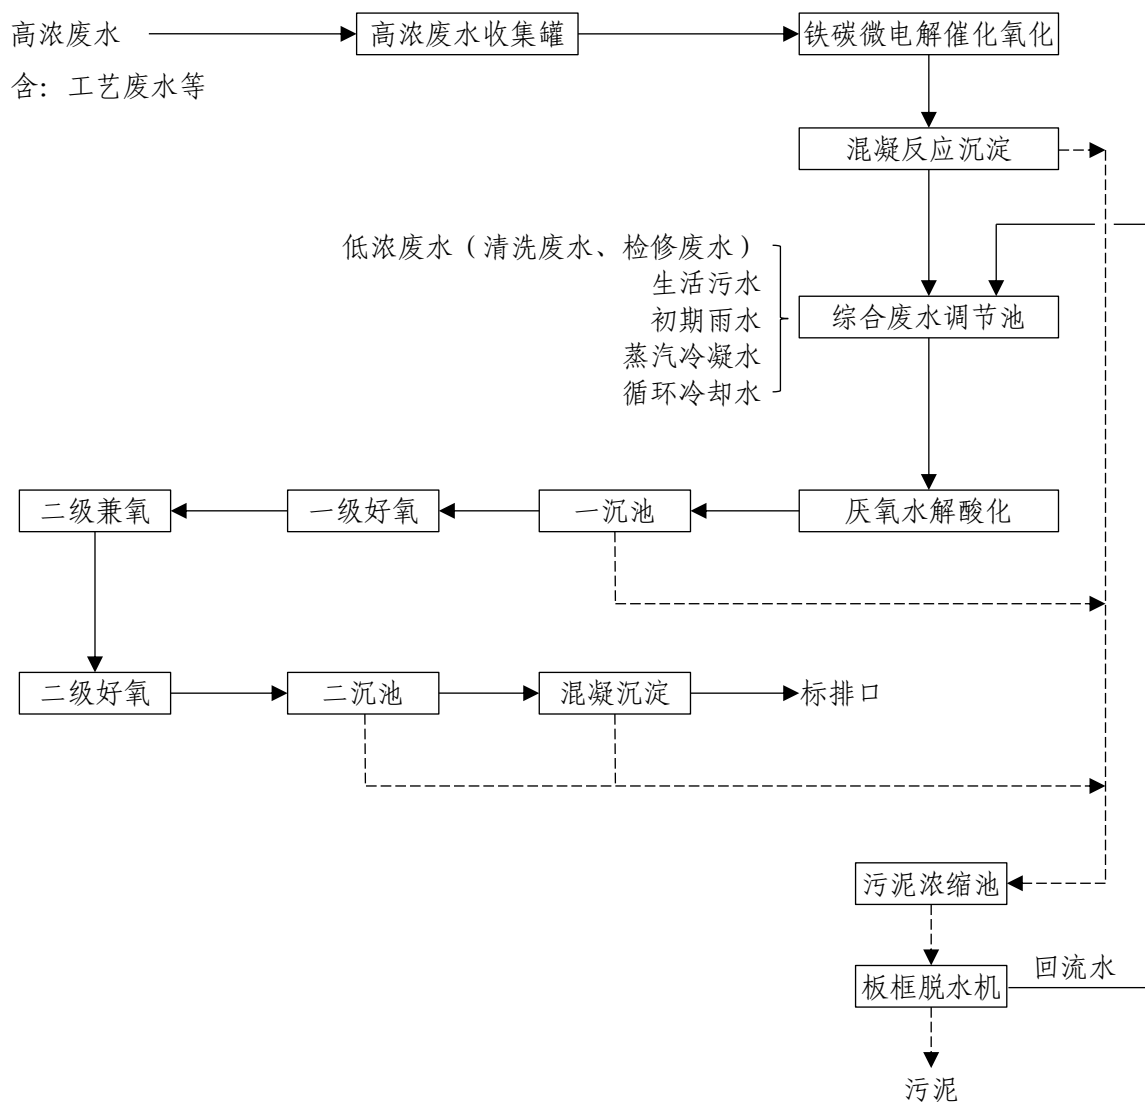 高浓废水
高浓废水收集罐
铁碳微电解催化氧化
含：工艺废水等
混凝反应沉淀
低浓废水（清洗废水、检修废水）
生活污水
初期雨水
综合废水调节池
蒸汽冷凝水
循环冷却水
二级兼氧
一级好氧
一沉池
厌氧水解酸化
二级好氧
二沉池
混凝沉淀
标排口
污泥浓缩池
回流水
板框脱水机
污泥